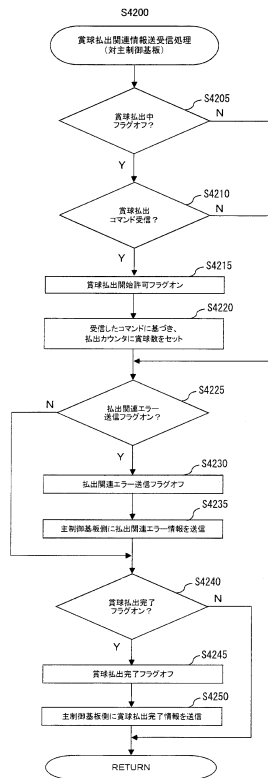 S4200
賞球払出関連情報送受信処理
(対主制御基板)
S4205
賞球払出中
フラグオフ?
N
Y
S4210
賞球払出
コマンド受信?
N
Y
S4215
賞球払出開始許可フラグオン
S4220
受信したコマンドに基づき、
払出カウンタに賞球数をセット
S4225
N
払出関連エラー
送信フラグオン?
Y
S4230
払出関連エラー送信フラグオフ
S4235
主制御基板側に払出関連エラー情報を送信
S4240
賞球払出完了
フラグオン?
N
Y
S4245
賞球払出完了フラグオフ
S4250
主制御基板側に賞球払出完了情報を送信
RETURN